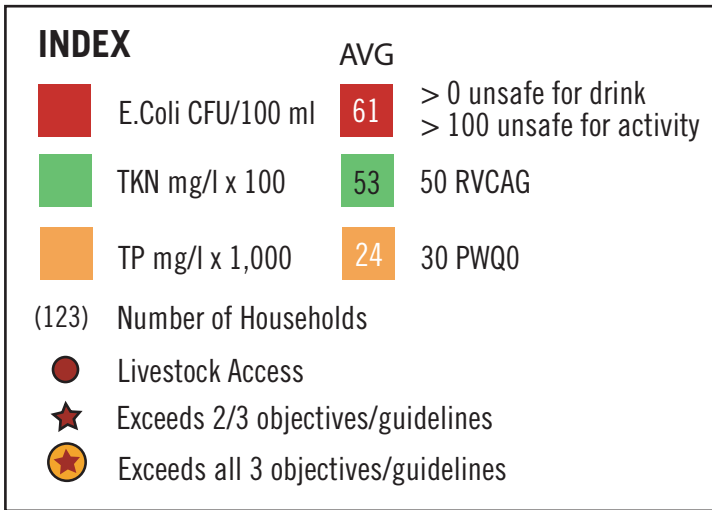 INDEX
AVG
E.Coli CFU/100 ml 61 > 0 unsafe for drink
> 100 unsafe for activity
TKN mg/l x 100 53 50 RVCAG
TP mg/l x 1,000 24 30 PWQ0
(123) Number of Households
Livestock Access
Exceeds 2/3 objectives/guidelines
Exceeds all 3 objectives/guidelines